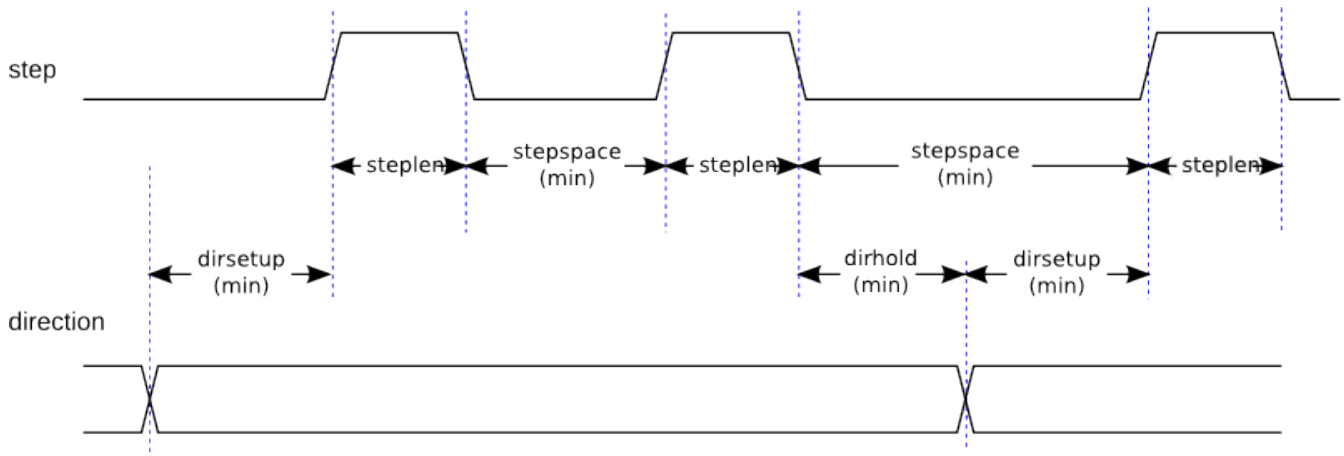 step
steplen
stepspace
(min)
steplen
stepspace
(min)
steplen
dirsetup
(min)
dirhold
(min)
dirsetup
(min)
direction